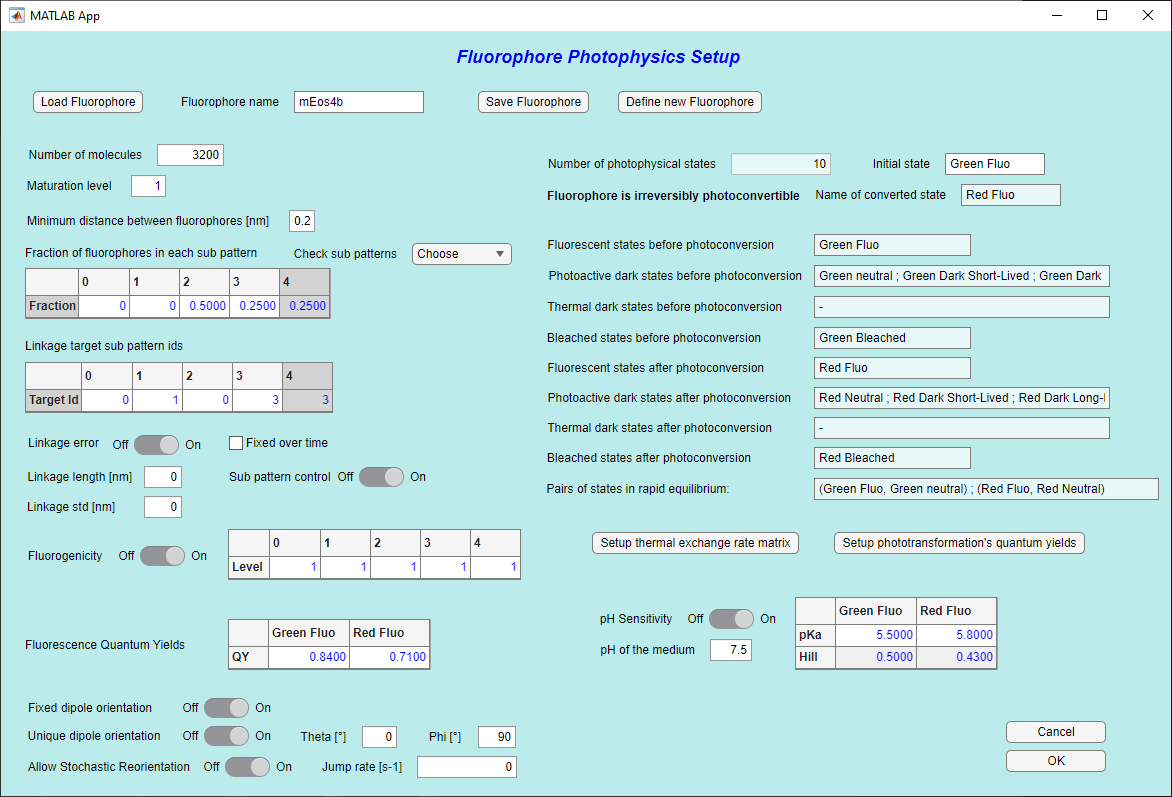 MATLAB App
Fluorophore Photophysics Setup
Load Fluorophore Fluorophore name mEos4b Save Fluorophore Define new Fluorophore
Number of molecules 3200
Maturation level 1
Minimum distance between fluorophores [nm] 0.2
Fraction of fluorophores in each sub pattern Check sub patterns Choose
0 1 2 3 4
Fraction 0 0 0.5000 0.2500 0.2500
Linkage target sub pattern ids
0 1 2 3 4
Target Id 0 1 0 3 3
Linkage error Off On Fixed over time
Linkage length [nm] 0 Sub pattern control Off On
Linkage std [nm] 0
Fluorogenicity Off On
0 1 2 3 4
Level 1 1 1 1 1
Fluorescence Quantum Yields
Green Fluo Red Fluo
QY 0.8400 0.7100
Fixed dipole orientation Off On
Unique dipole orientation Off On Theta [°] 0 Phi [°] 90
Allow Stochastic Reorientation Off On Jump rate [s-1] 0
Number of photophysical states 10 Initial state Green Fluo
Fluorophore is irreversibly photoconvertible Name of converted state Red Fluo
Fluorescent states before photoconversion Green Fluo
Photoactive dark states before photoconversion Green neutral ; Green Dark Short-Lived ; Green Dark
Thermal dark states before photoconversion -
Bleached states before photoconversion Green Bleached
Fluorescent states after photoconversion Red Fluo
Photoactive dark states after photoconversion Red Neutral ; Red Dark Short-Lived ; Red Dark Long-
Thermal dark states after photoconversion -
Bleached states after photoconversion Red Bleached
Pairs of states in rapid equilibrium: (Green Fluo, Green neutral) ; (Red Fluo, Red Neutral)
Setup thermal exchange rate matrix Setup phototransformation's quantum yields
pH Sensitivity Off On
pH of the medium 7.5
Green Fluo Red Fluo
pKa 5.5000 5.8000
Hill 0.5000 0.4300
Cancel
OK